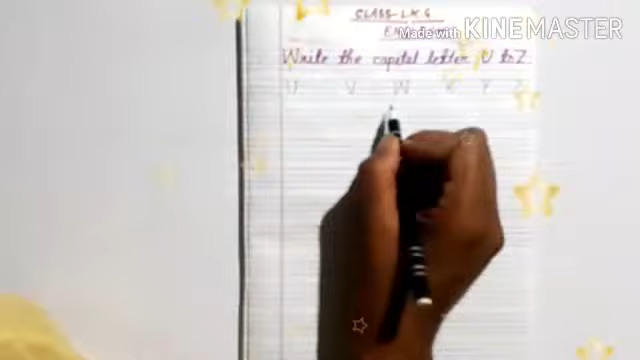 CLASS-L.K.G
Made with KINEMASTER
Write the capital letter U to Z
U V W X Y Z